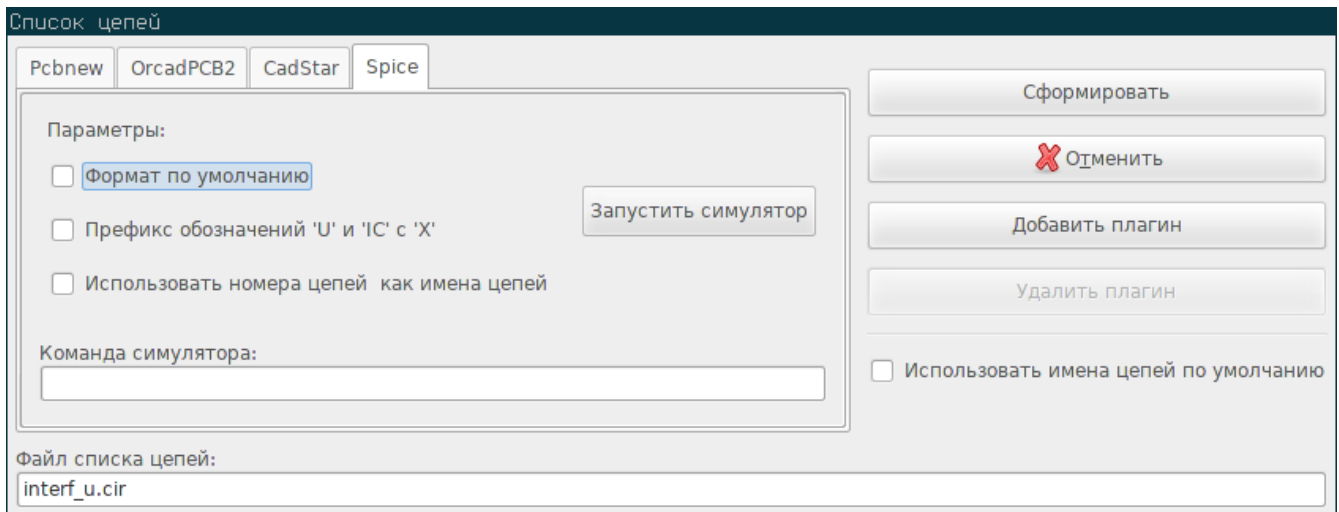 Список цепей
Pcbnew OrcadPCB2 CadStar Spice
Параметры:
Формат по умолчанию
Префикс обозначений 'U' и 'IC' с 'X'
Использовать номера цепей как имена цепей
Запустить симулятор
Команда симулятора:
Сформировать
Отменить
Добавить плагин
Удалить плагин
Использовать имена цепей по умолчанию
Файл списка цепей:
interf_u.cir